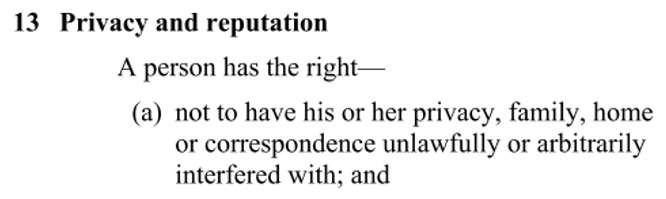 13 Privacy and reputation
A person has the right—
(a) not to have his or her privacy, family, home
or correspondence unlawfully or arbitrarily
interfered with; and